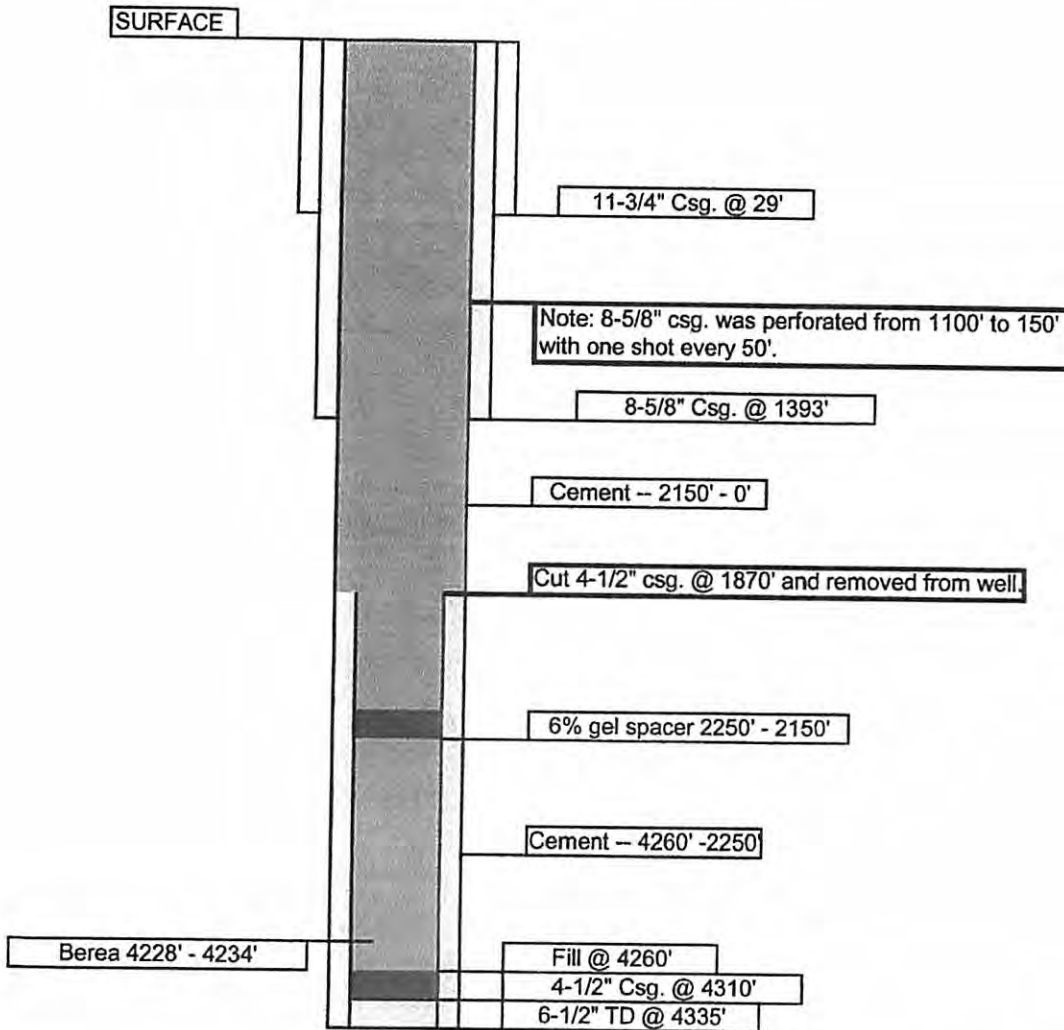 SURFACE
11-3/4" Csg. @ 29'
Note: 8-5/8" csg. was perforated from 1100' to 150'
with one shot every 50'.
8-5/8" Csg. @ 1393'
Cement -- 2150' - 0'
Cut 4-1/2" csg. @ 1870' and removed from well.
6% gel spacer 2250' - 2150'
Cement -- 4260' -2250'
Berea 4228' - 4234'
Fill @ 4260'
4-1/2" Csg. @ 4310'
6-1/2" TD @ 4335'